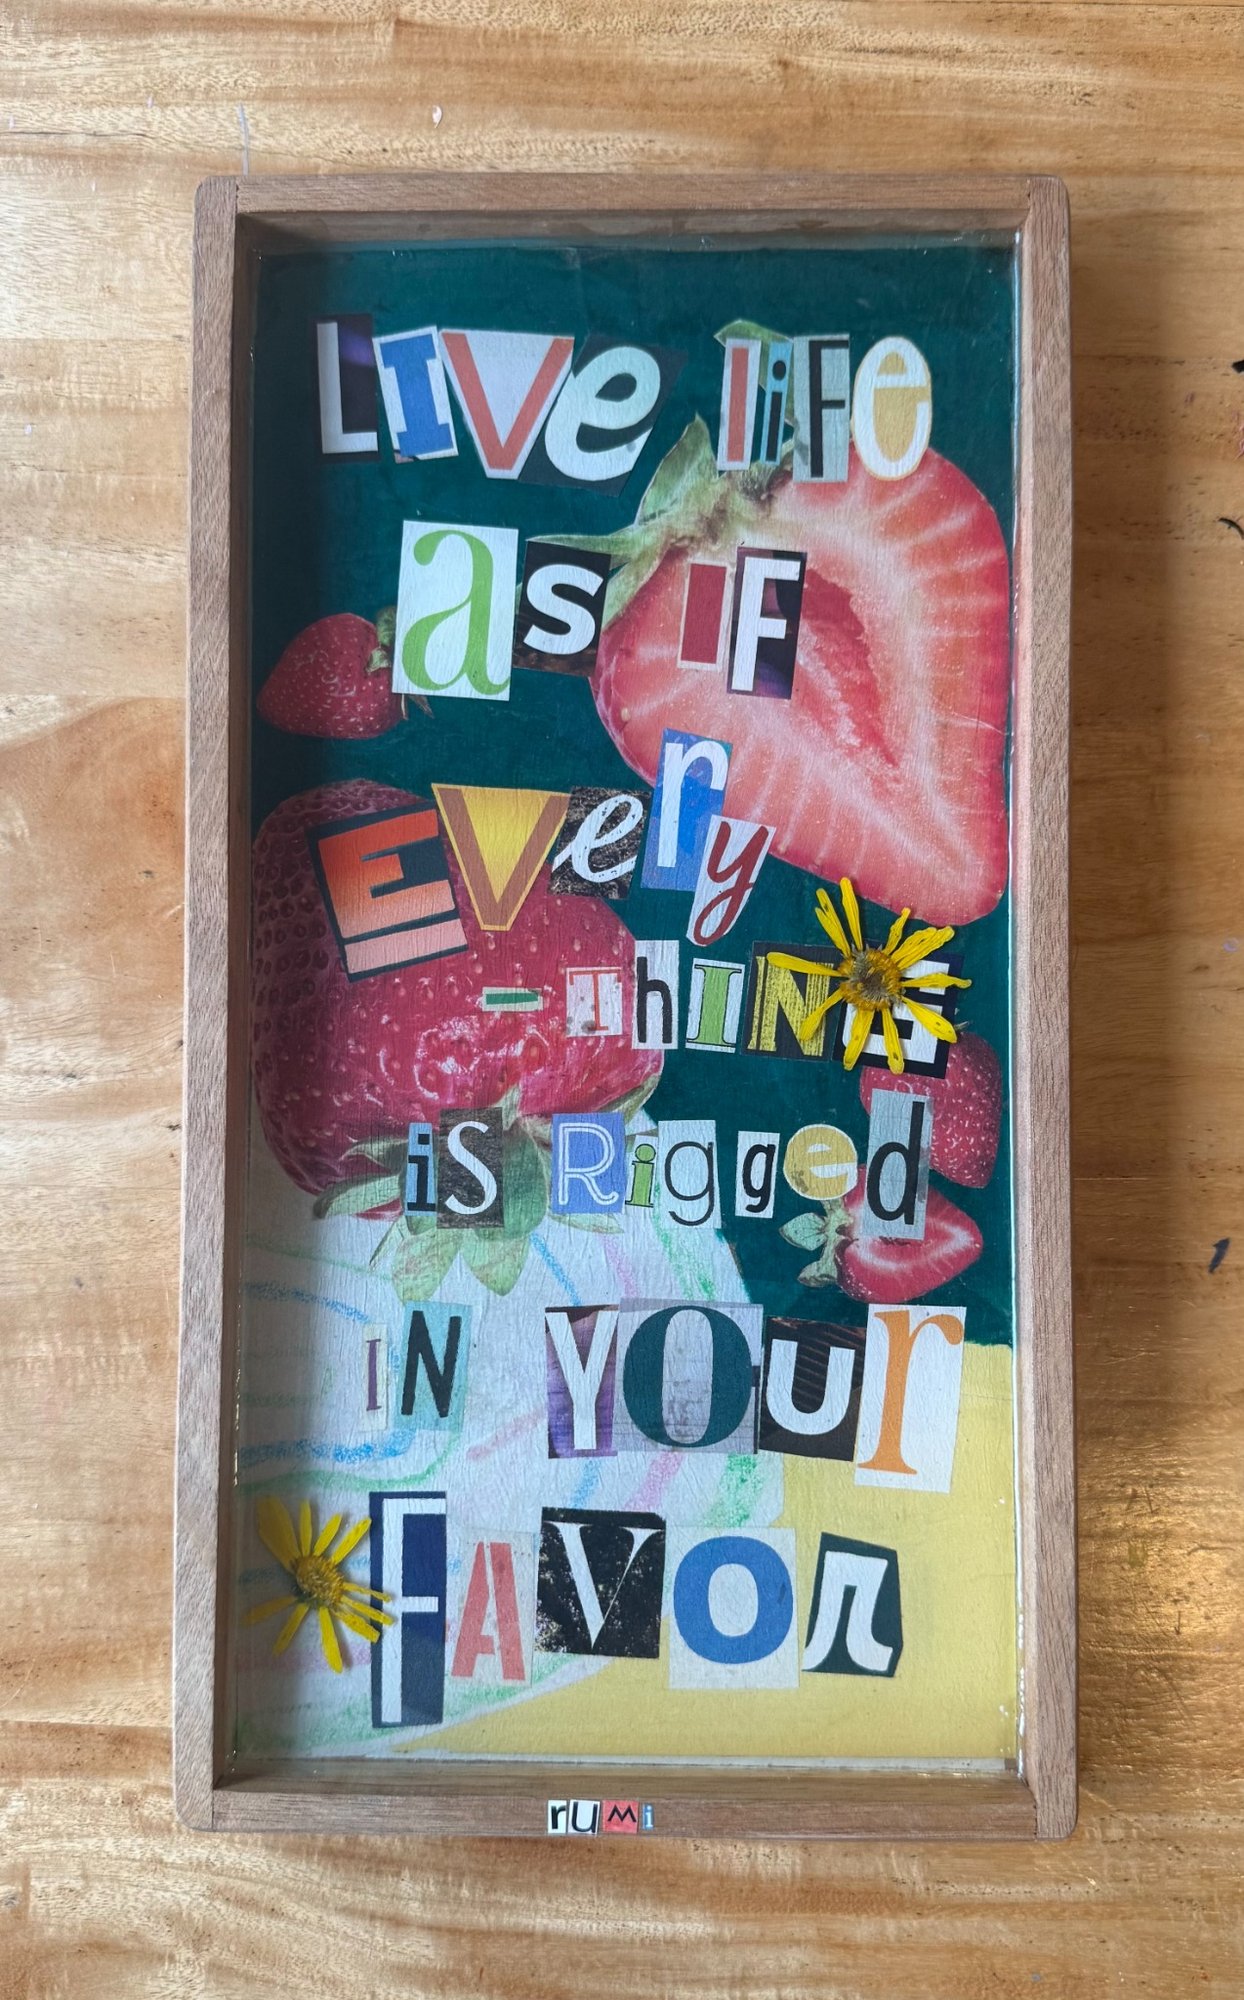 LIVe liFe
as IF
EVery
-ThING
iS Rigged
IN YOUr
FAVOR
rumi